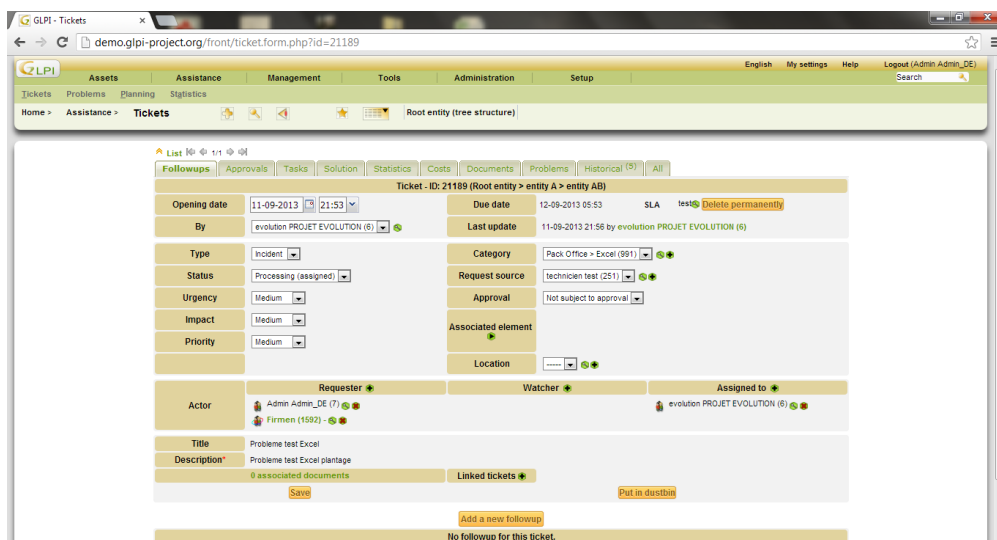 GLPI - Tickets
demo.glpi-project.org/front/ticket.form.php?id=21189
GLPI
English My settings Help Logout (Admin Admin_DE)
Assets Assistance Management Tools Administration Setup Search
Tickets Problems Planning Statistics
Home > Assistance > Tickets Root entity (tree structure)
List 1/1
Followups Approvals Tasks Solution Statistics Costs Documents Problems Historical (5) All
Ticket - ID: 21189 (Root entity > entity A > entity AB)
Opening date 11-09-2013 21:53 Due date 12-09-2013 05:53 SLA test Delete permanently
By evolution PROJET EVOLUTION (6) Last update 11-09-2013 21:56 by evolution PROJET EVOLUTION (6)
Type Incident Category Pack Office > Excel (991)
Status Processing (assigned) Request source technicien test (251)
Urgency Medium Approval Not subject to approval
Impact Medium Associated element
Priority Medium
Location -----
Requester Watcher Assigned to
Actor Admin Admin_DE (7) evolution PROJET EVOLUTION (6)
Firmen (1592) -
Title Probleme test Excel
Description* Probleme test Excel plantage
0 associated documents Linked tickets
Save Put in dustbin
Add a new followup
No followup for this ticket.